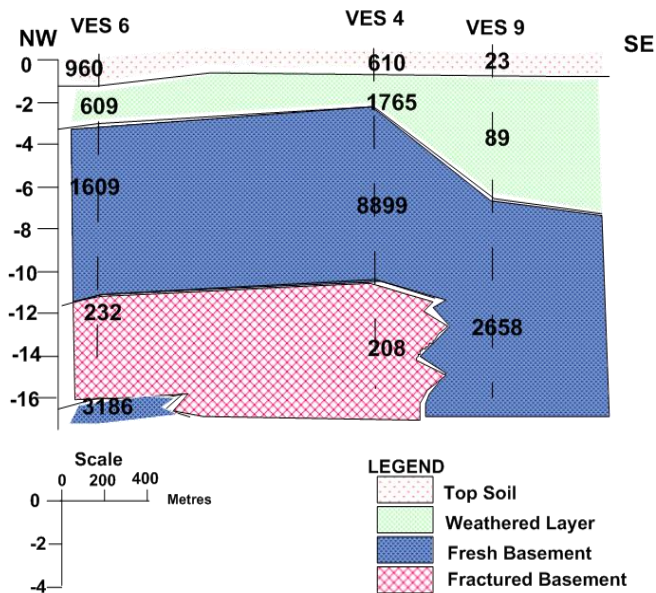 NW VES 6 VES 4 VES 9 SE
0 960 610 23
-2 609 1765
-4 89
-6 1609 8899
-8
-10
-12 232 2658
-14 208
-16 3186
Scale
0 200 400 Metres
0
-2
-4
LEGEND
Top Soil
Weathered Layer
Fresh Basement
Fractured Basement